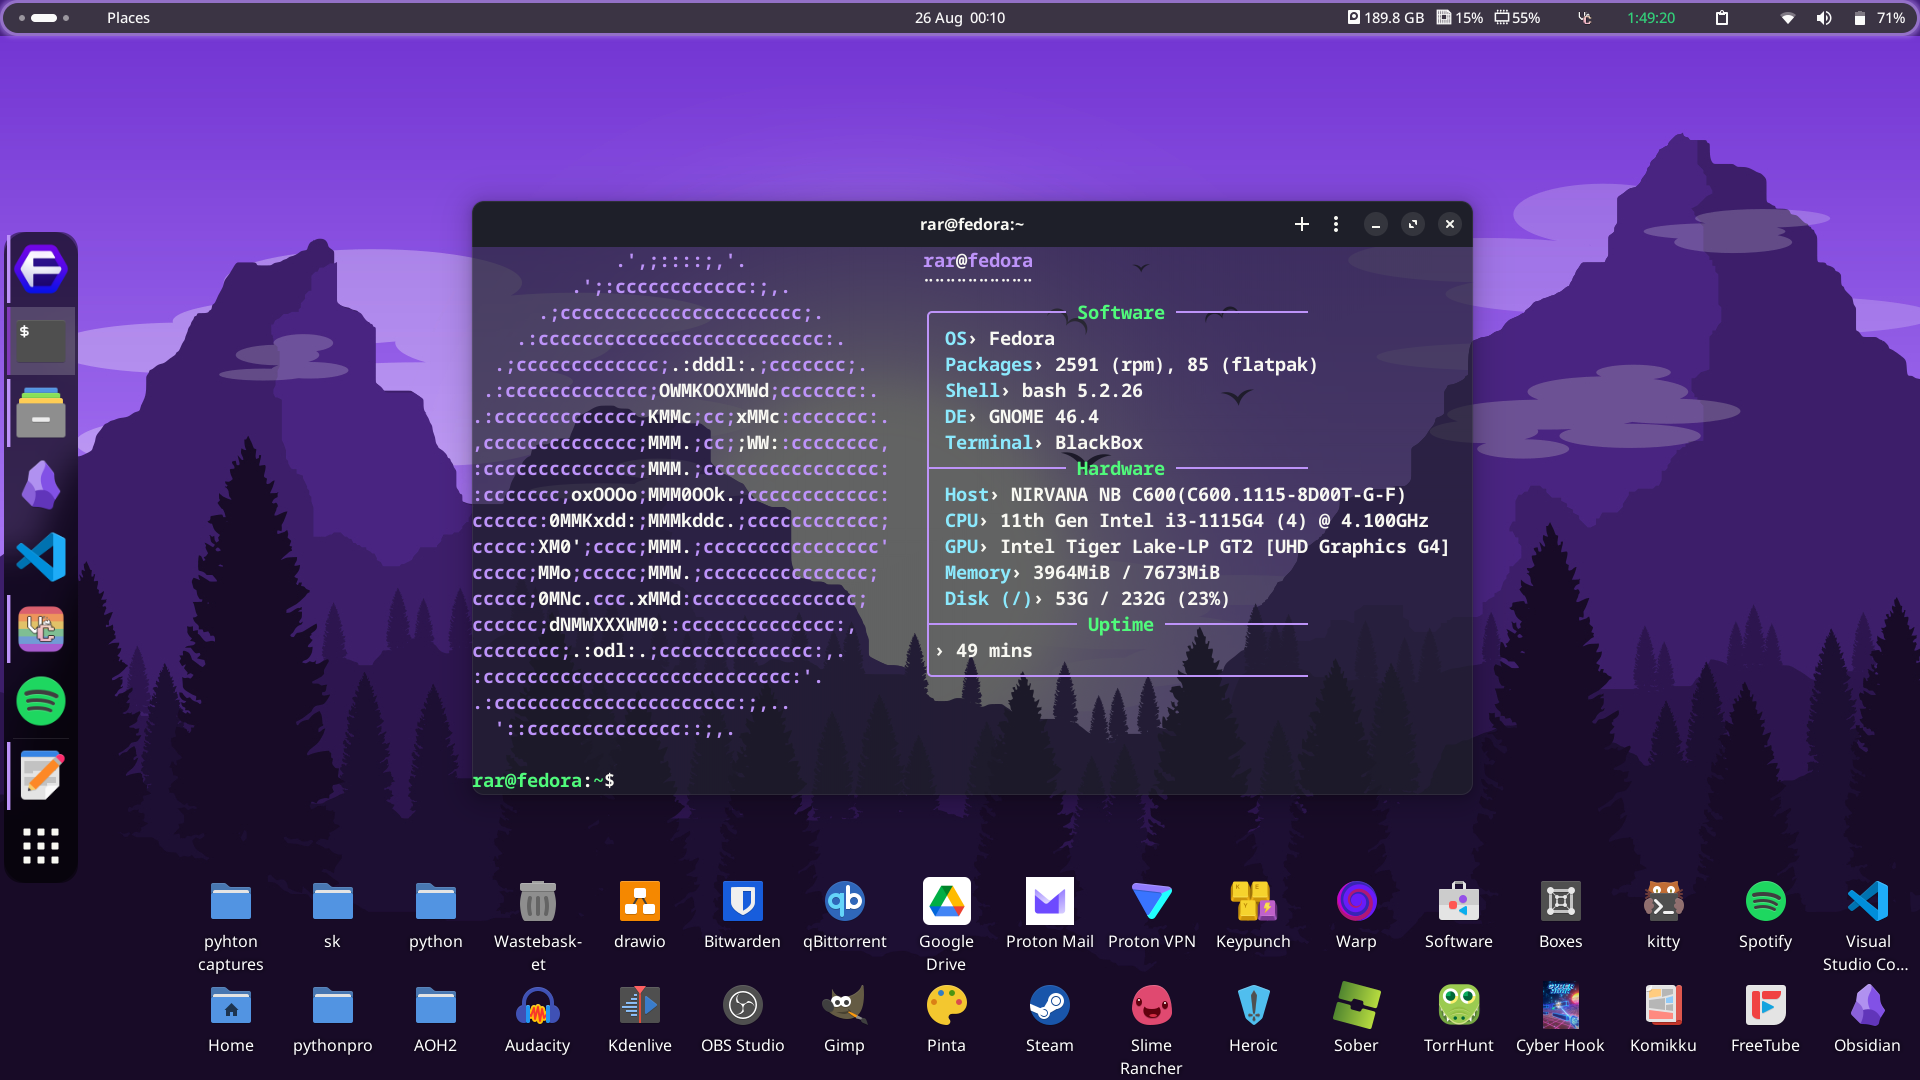 Places
26 Aug 00:10
189.8 GB 15% 55%
1:49:20
71%
rar@fedora:~
rar@fedora
Software
OS› Fedora
Packages› 2591 (rpm), 85 (flatpak)
Shell› bash 5.2.26
DE› GNOME 46.4
Terminal› BlackBox
Hardware
Host› NIRVANA NB C600(C600.1115-8D00T-G-F)
CPU› 11th Gen Intel i3-1115G4 (4) @ 4.100GHz
GPU› Intel Tiger Lake-LP GT2 [UHD Graphics G4]
Memory› 3964MiB / 7673MiB
Disk (/)› 53G / 232G (23%)
Uptime
› 49 mins
.',;::::;,'.
.';:cccccccccccc:;,.
.;cccccccccccccccccccccc;.
.:cccccccccccccccccccccccccc:.
.;ccccccccccccc;.:dddl:.;ccccccc;.
.:ccccccccccccc;OWMKOOXMWd;ccccccc:.
.:ccccccccccccc;KMMc;cc;xMMc:ccccccc:.
,cccccccccccccc;MMM.;cc;;WW::cccccccc,
:cccccccccccccc;MMM.;cccccccccccccccc:
:ccccccc;oxOOOo;MMM0OOk.;cccccccccccc:
cccccc:0MMKxdd:;MMMkddc.;cccccccccccc;
ccccc:XM0';cccc;MMM.;cccccccccccccccc'
ccccc;MMo;ccccc;MMW.;ccccccccccccccc;
ccccc;0MNc.ccc.xMMd:ccccccccccccccc;
cccccc;dNMWXXXWM0::cccccccccccccc:,
cccccccc;.:odl:.;cccccccccccccc:,.
:cccccccccccccccccccccccccccc:'.
.:cccccccccccccccccccccc:;,..
'::cccccccccccccc::;,.
rar@fedora:~$
$
pyhton
captures
sk
python
Wastebask-
et
drawio
Bitwarden
qBittorrent
Google
Drive
Proton Mail
Proton VPN
Keypunch
Warp
Software
Boxes
kitty
Spotify
Visual
Studio Co...
Home
pythonpro
AOH2
Audacity
Kdenlive
OBS Studio
Gimp
Pinta
Steam
Slime
Rancher
Heroic
Sober
TorrHunt
Cyber Hook
Komikku
FreeTube
Obsidian